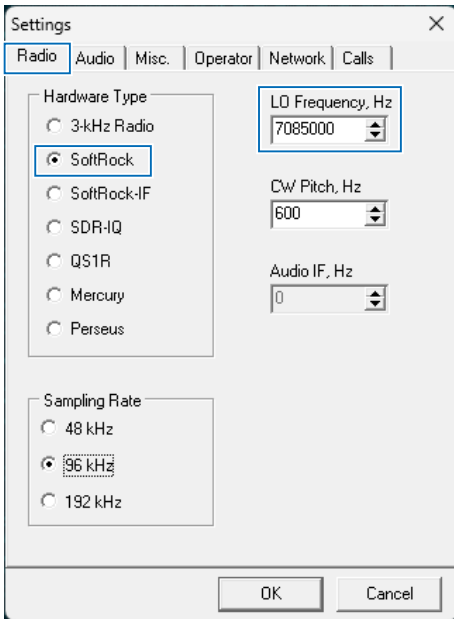 Settings
Radio Audio Misc. Operator Network Calls
Hardware Type
3-kHz Radio
SoftRock
SoftRock-IF
SDR-IQ
QS1R
Mercury
Perseus
LO Frequency, Hz
7085000
CW Pitch, Hz
600
Audio IF, Hz
0
Sampling Rate
48 kHz
96 kHz
192 kHz
OK Cancel